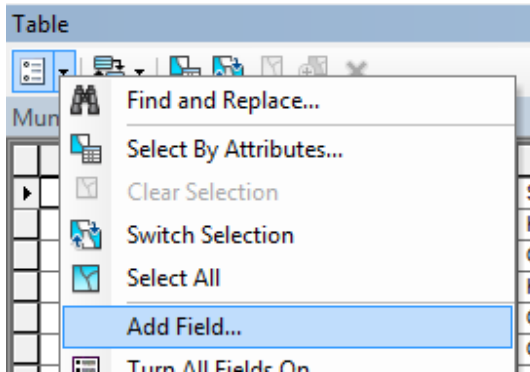 Table
Mun
Find and Replace...
Select By Attributes...
Clear Selection
Switch Selection
Select All
Add Field...
Turn All Fields On